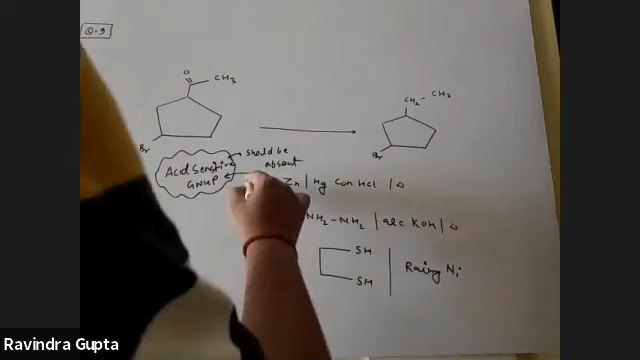 Q.9
O
CH3
Br
CH2 - CH3
Br
Acid Sensitive
Group
should be
absent
Zn | Hg Con HCl | Δ
NH2 - NH2 | alc KOH | Δ
SH
SH
Raing Ni
Ravindra Gupta